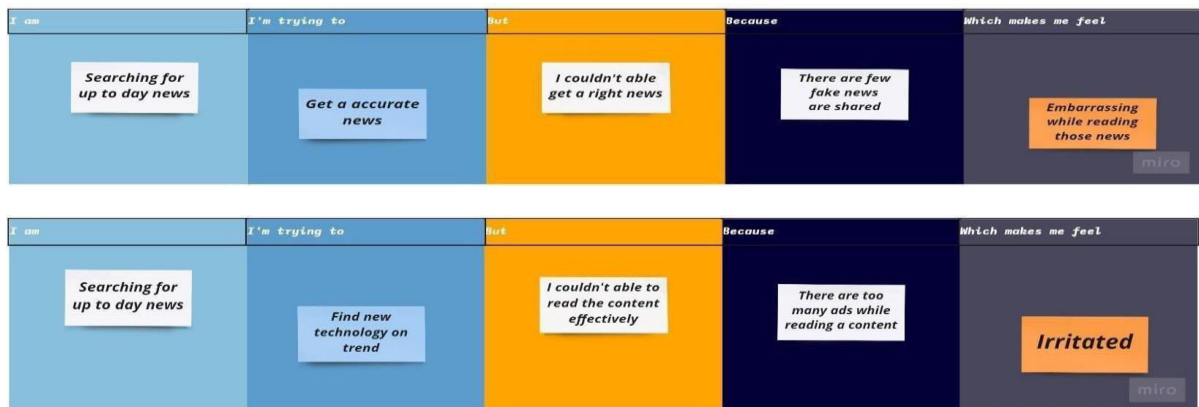 I am
I'm trying to
But
Because
Which makes me feel
Searching for
up to day news
Get a accurate
news
I couldn't able
get a right news
There are few
fake news
are shared
Embarrassing
while reading
those news
miro
I am
I'm trying to
But
Because
Which makes me feel
Searching for
up to day news
Find new
technology on
trend
I couldn't able to
read the content
effectively
There are too
many ads while
reading a content
Irritated
miro